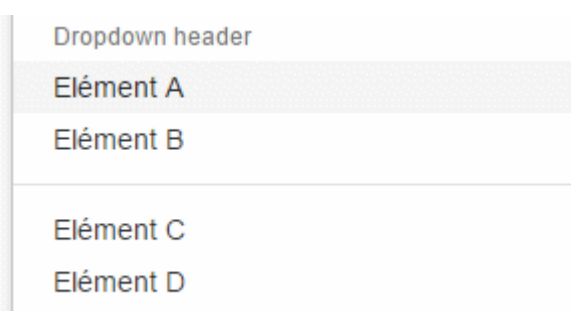 Dropdown header
Elément A
Elément B
Elément C
Elément D